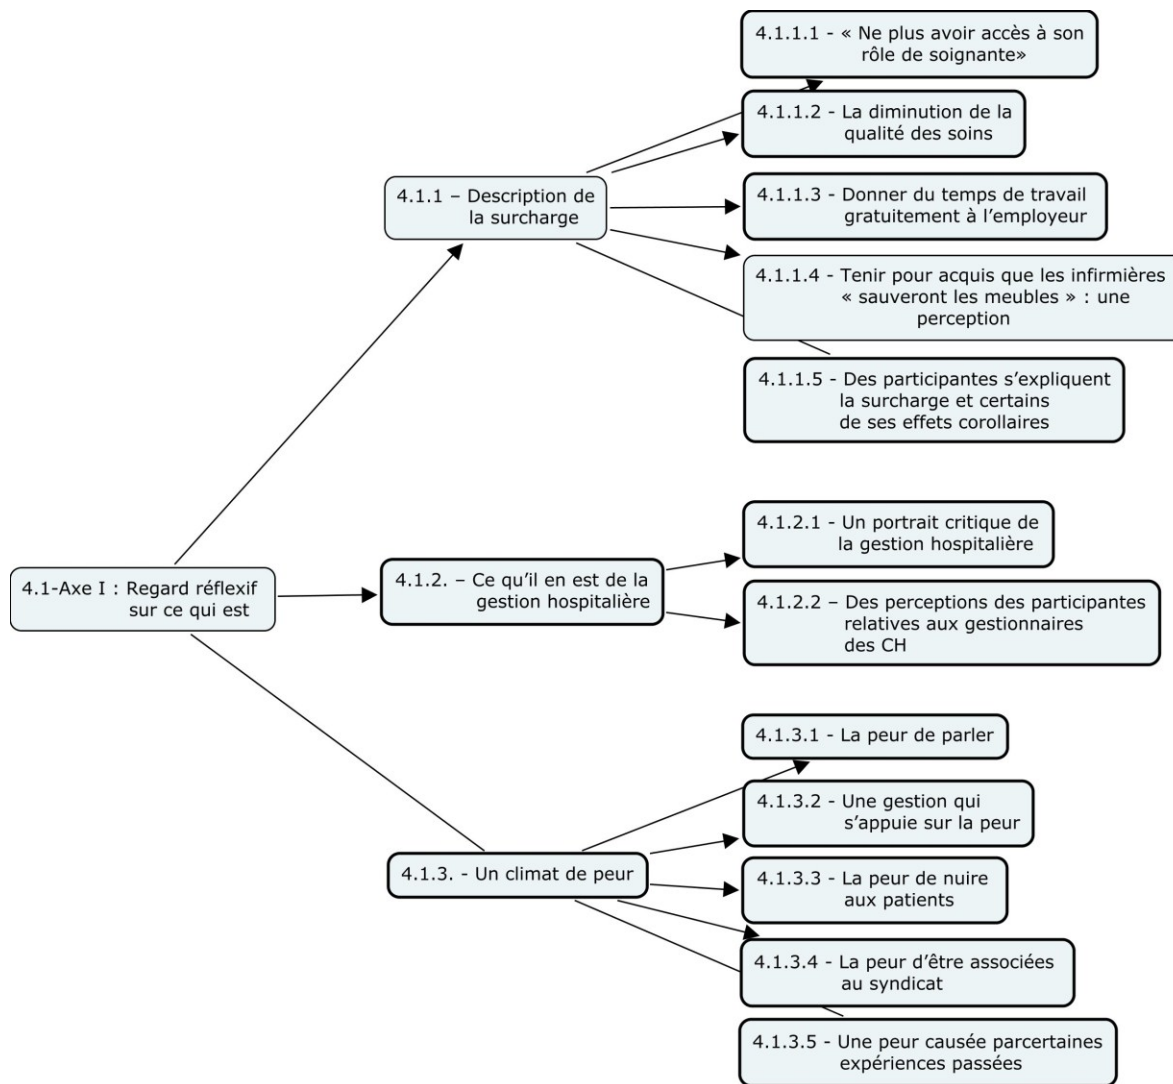 4.1.1.1 - « Ne plus avoir accès à son
rôle de soignante»
4.1.1.2 - La diminution de la
qualité des soins
4.1.1 – Description de
la surcharge
4.1.1.3 - Donner du temps de travail
gratuitement à l’employeur
4.1.1.4 - Tenir pour acquis que les infirmières
« sauveront les meubles » : une
perception
4.1.1.5 - Des participantes s’expliquent
la surcharge et certains
de ses effets corollaires
4.1-Axe I : Regard réflexif
sur ce qui est
4.1.2. – Ce qu’il en est de la
gestion hospitalière
4.1.2.1 - Un portrait critique de
la gestion hospitalière
4.1.2.2 – Des perceptions des participantes
relatives aux gestionnaires
des CH
4.1.3. - Un climat de peur
4.1.3.1 - La peur de parler
4.1.3.2 - Une gestion qui
s’appuie sur la peur
4.1.3.3 - La peur de nuire
aux patients
4.1.3.4 - La peur d’être associées
au syndicat
4.1.3.5 - Une peur causée parcertaines
expériences passées